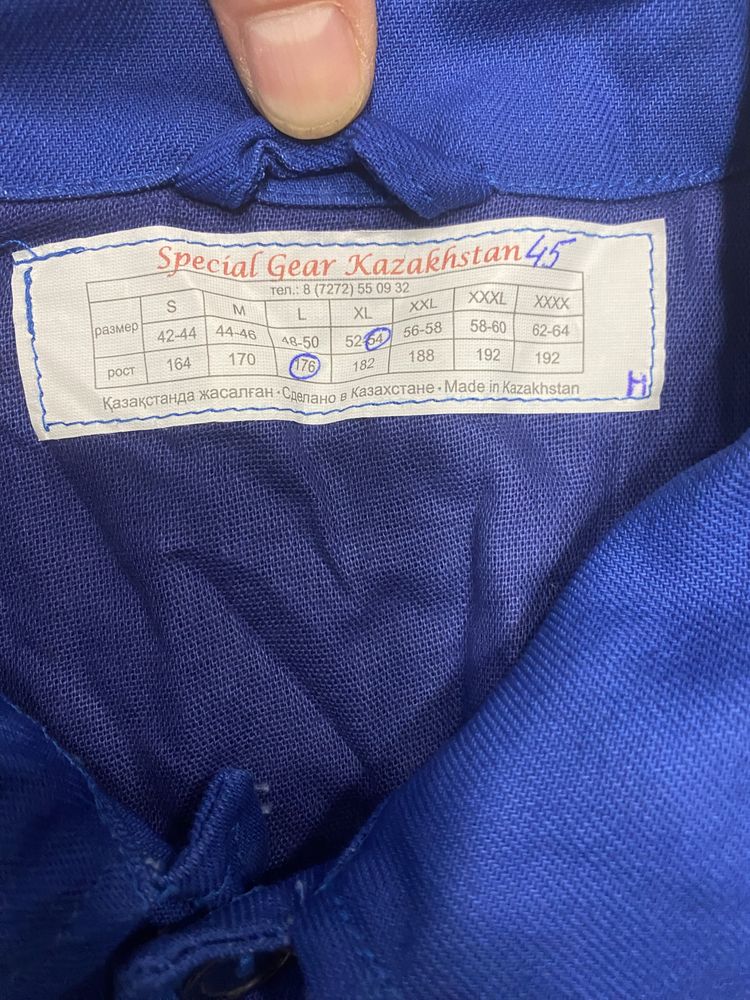 Special Gear Kazakhstan 45
тел.: 8 (7272) 55 09 32
размер S M L XL XXL XXXL XXXX
42-44 44-46 48-50 52-54 56-58 58-60 62-64
рост 164 170 176 182 188 192 192
Қазақстанда жасалған · Сделано в Казахстане · Made in Kazakhstan
н